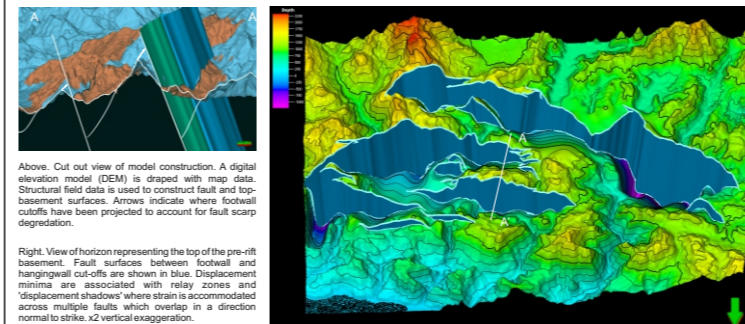 A
A
Above. Cut out view of model construction. A digital
elevation model (DEM) is draped with map data.
Structural field data is used to construct fault and top-
basement surfaces. Arrows indicate where footwall
cutoffs have been projected to account for fault scarp
degredation.
Right. View of horizon representing the top of the pre-rift
basement. Fault surfaces between footwall and
hangingwall cut-offs are shown in blue. Displacement
minima are associated with relay zones and
'displacement shadows' where strain is accommodated
across multiple faults which overlap in a direction
normal to strike. x2 vertical exaggeration.
Depth
A
A